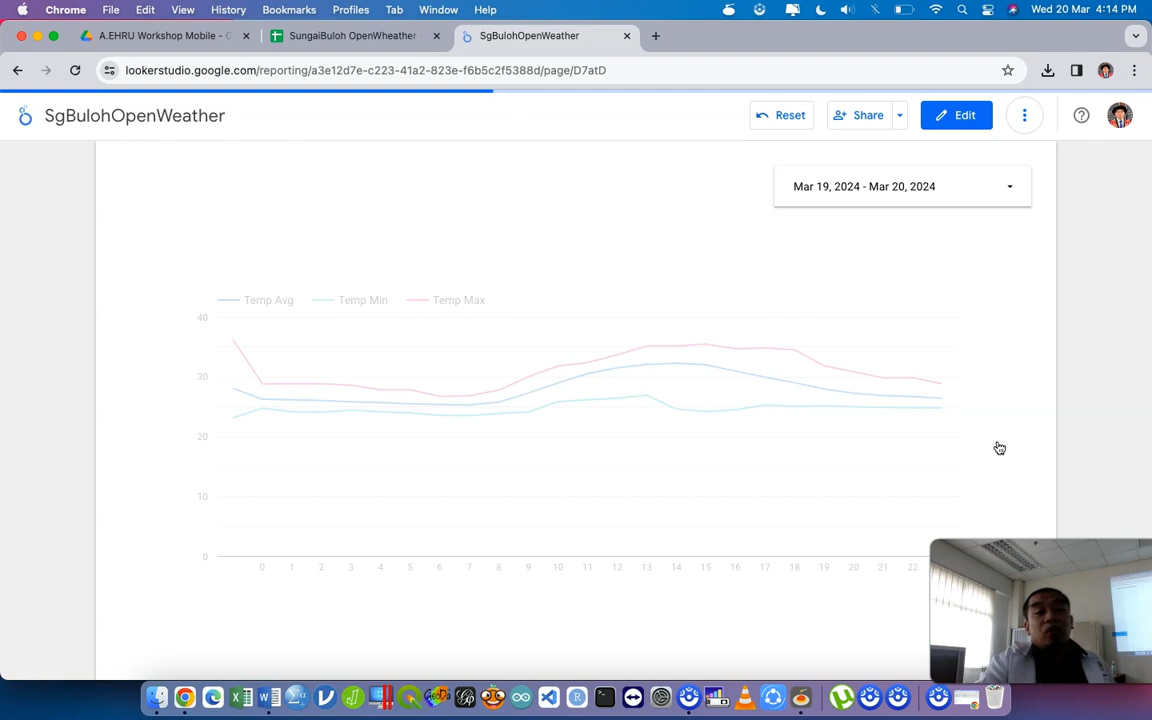 Chrome File Edit View History Bookmarks Profiles Tab Window Help Wed 20 Mar 4:14 PM
A.EHRU Workshop Mobile - G SungaiBuloh OpenWheather - SgBulohOpenWeather
lookerstudio.google.com/reporting/a3e12d7e-c223-41a2-823e-f6b5c2f5388d/page/D7atD
SgBulohOpenWeather Reset Share Edit
Mar 19, 2024 - Mar 20, 2024
Temp Avg Temp Min Temp Max
40
30
20
10
0
0 1 2 3 4 5 6 7 8 9 10 11 12 13 14 15 16 17 18 19 20 21 22